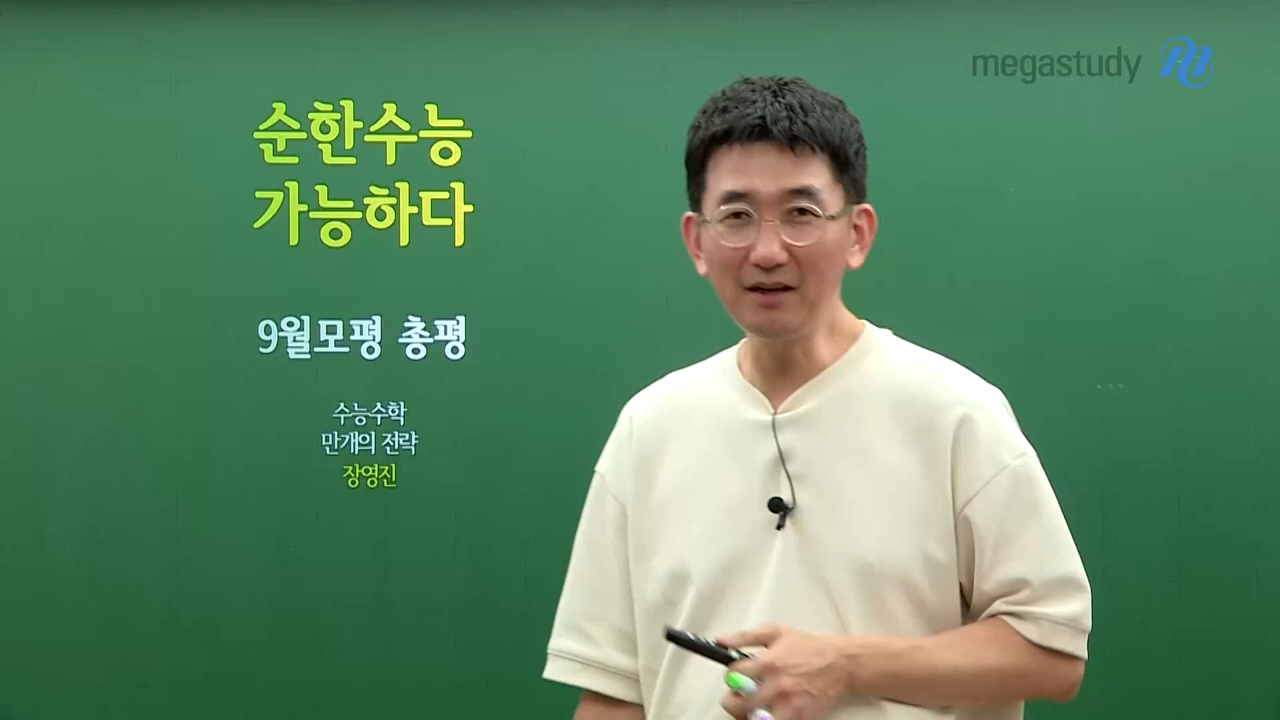 megastudy
순한수능
가능하다
9월모평 총평
수능수학
만개의 전략
장영진